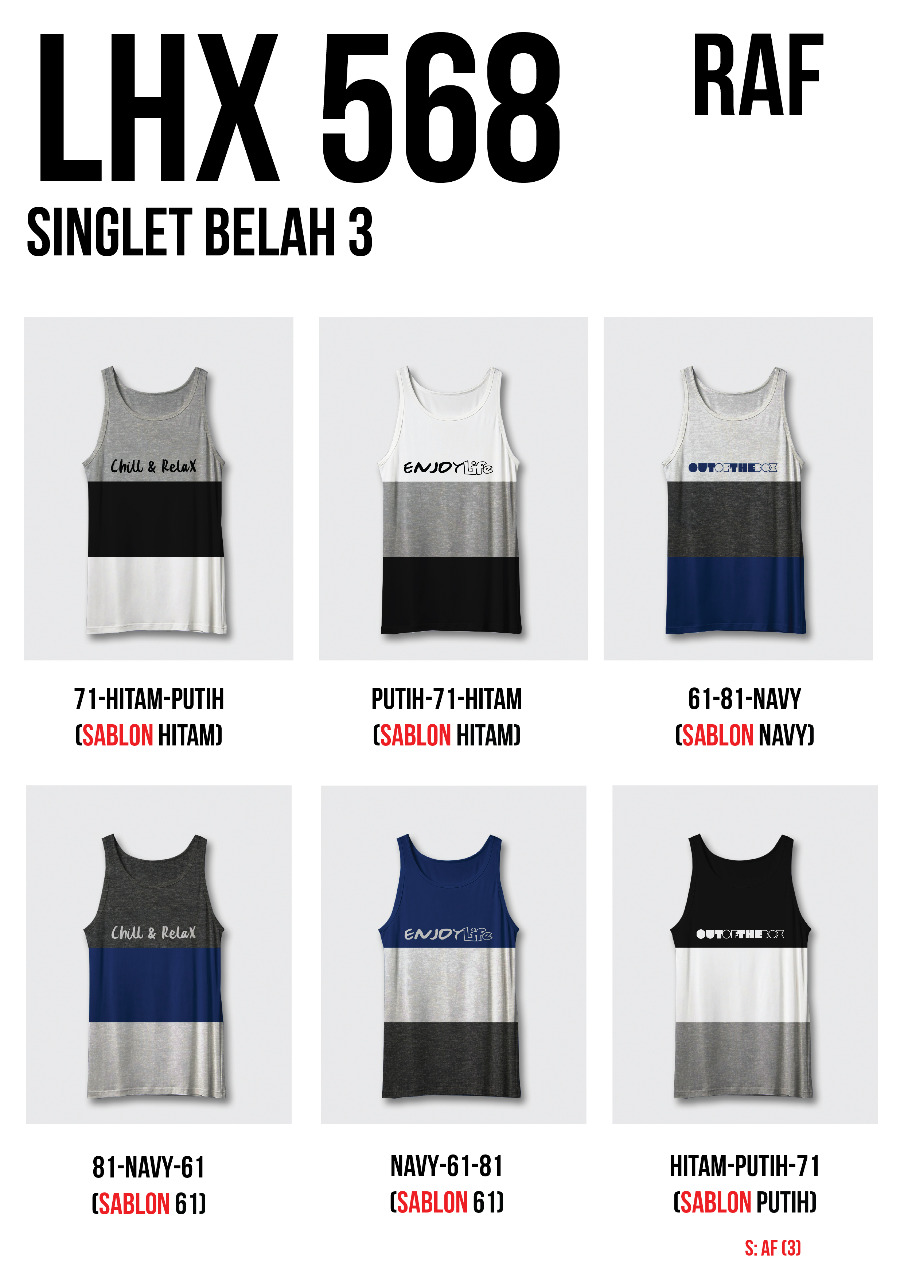 LHX 568
RAF
SINGLET BELAH 3
Chill & RelaX
ENJOY Life
OUTOFTHEBOX
71-HITAM-PUTIH
(SABLON HITAM)
PUTIH-71-HITAM
(SABLON HITAM)
61-81-NAVY
(SABLON NAVY)
Chill & RelaX
ENJOY Life
OUTOFTHEBOX
81-NAVY-61
(SABLON 61)
NAVY-61-81
(SABLON 61)
HITAM-PUTIH-71
(SABLON PUTIH)
S: AF (3)